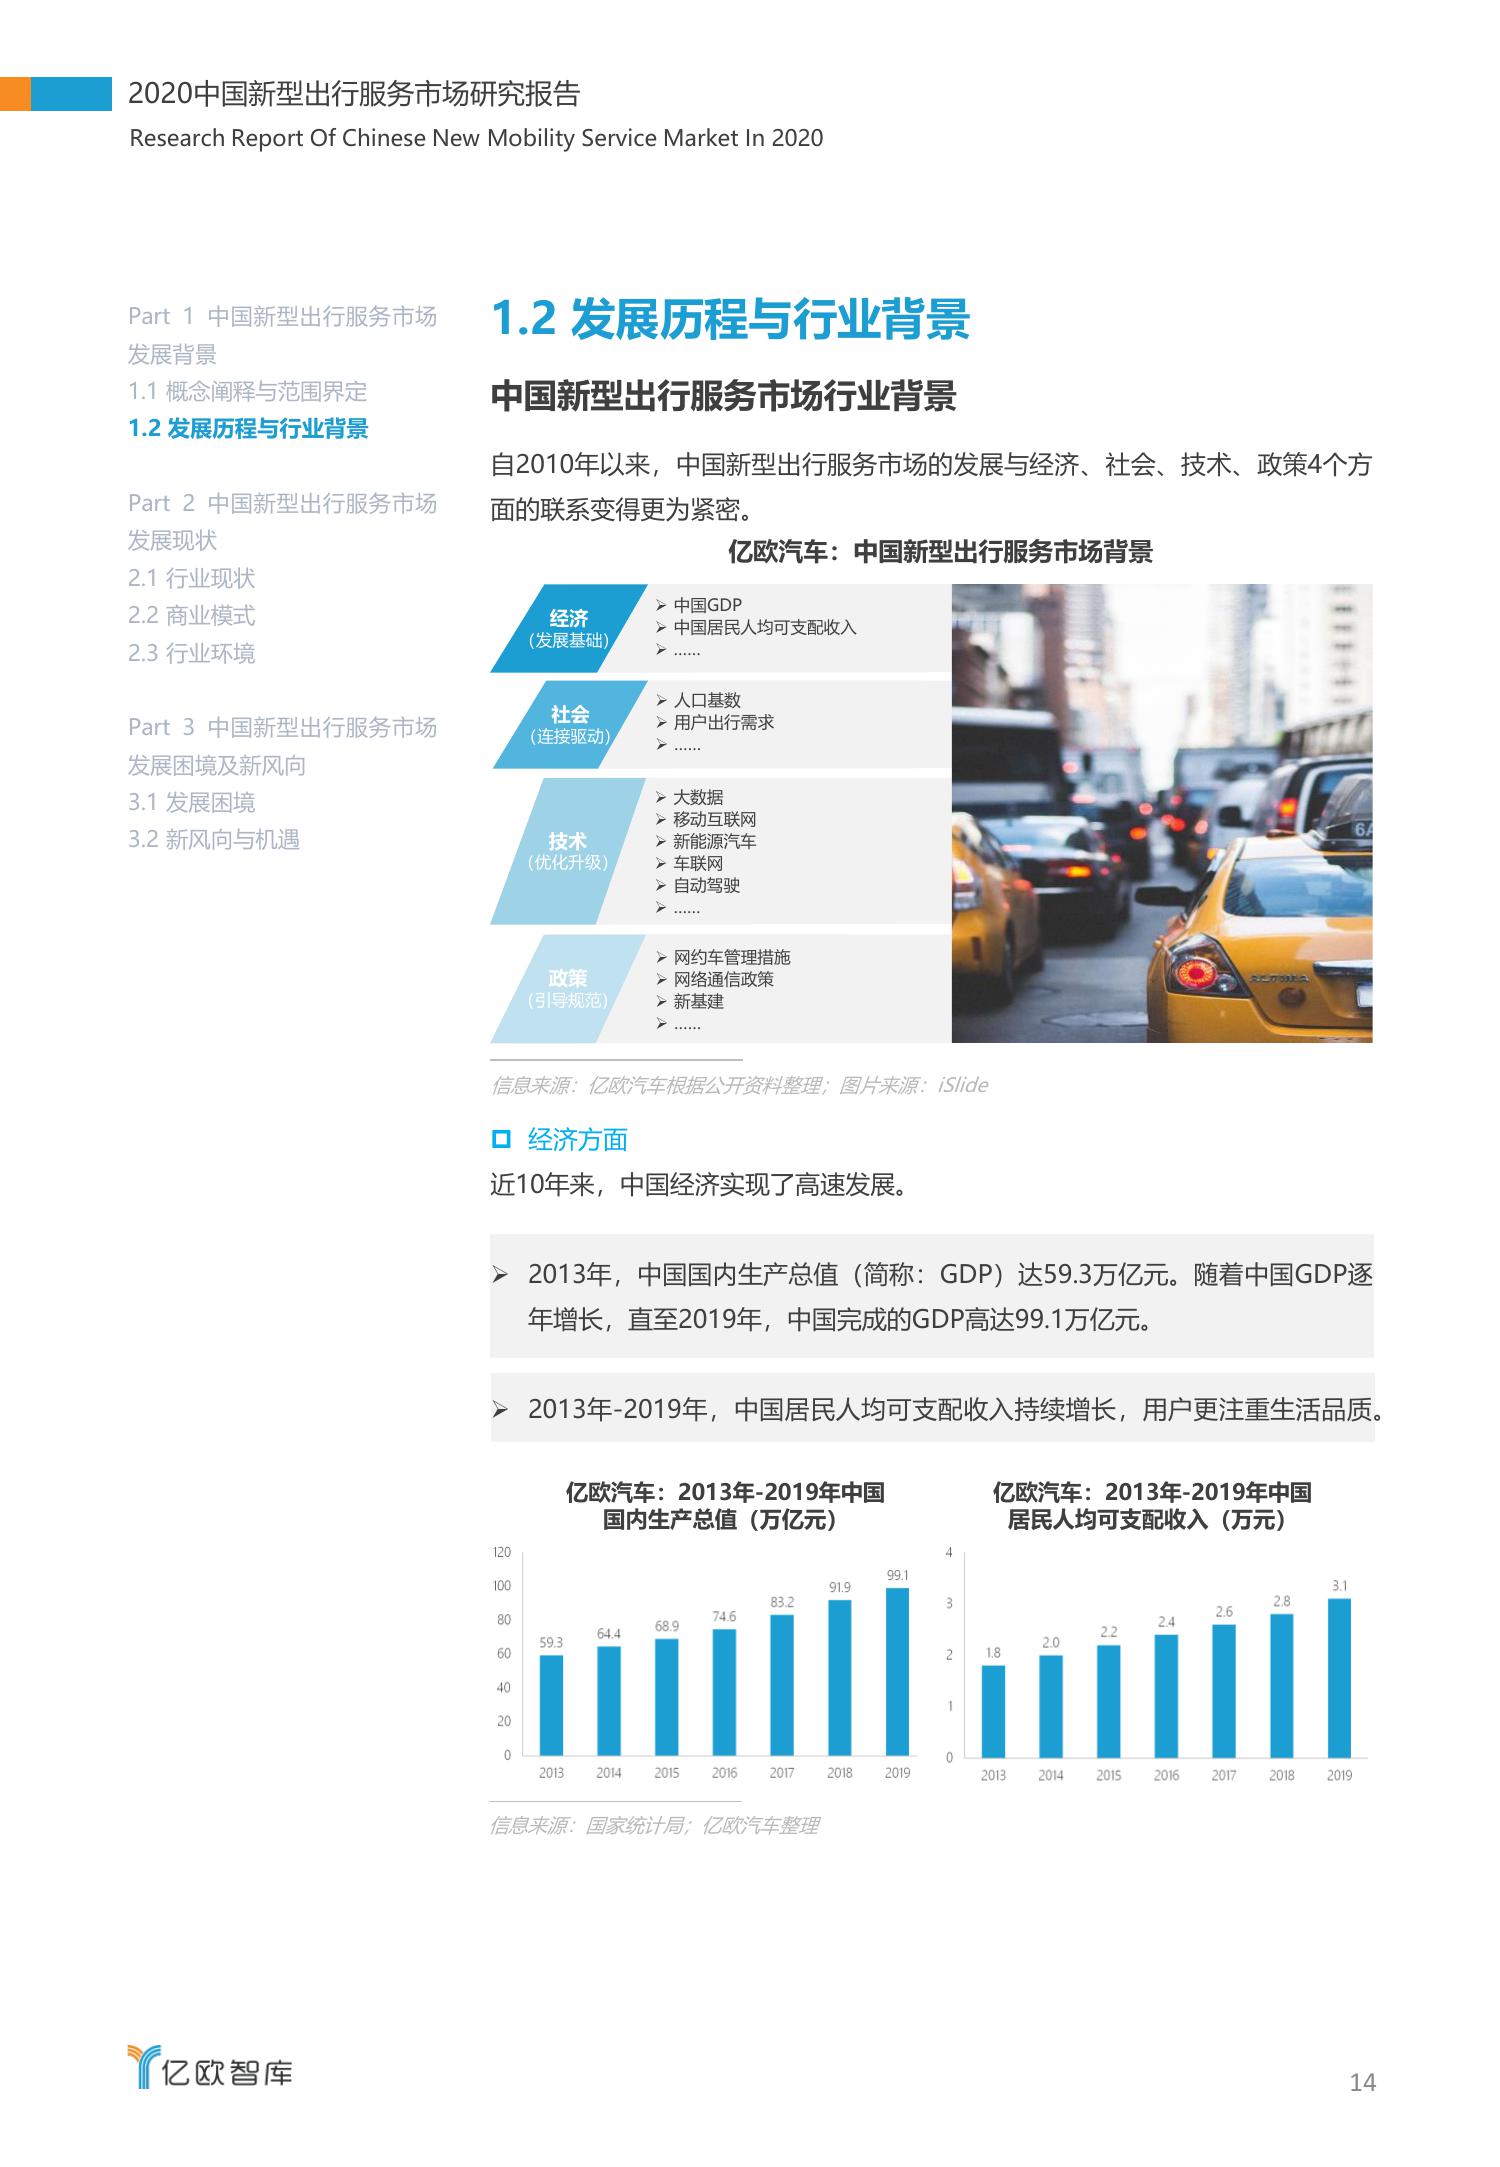 2020中国新型出行服务市场研究报告
Research Report Of Chinese New Mobility Service Market In 2020
Part 1 中国新型出行服务市场
发展背景
1.1 概念阐释与范围界定
1.2 发展历程与行业背景
Part 2 中国新型出行服务市场
发展现状
2.1 行业现状
2.2 商业模式
2.3 行业环境
Part 3 中国新型出行服务市场
发展困境及新风向
3.1 发展困境
3.2 新风向与机遇
1.2 发展历程与行业背景
中国新型出行服务市场行业背景
自2010年以来，中国新型出行服务市场的发展与经济、社会、技术、政策4个方
面的联系变得更为紧密。
亿欧汽车：中国新型出行服务市场背景
经济
（发展基础）
➢ 中国GDP
➢ 中国居民人均可支配收入
➢ ……
社会
（连接驱动）
➢ 人口基数
➢ 用户出行需求
➢ ……
技术
（优化升级）
➢ 大数据
➢ 移动互联网
➢ 新能源汽车
➢ 车联网
➢ 自动驾驶
➢ ……
政策
（引导规范）
➢ 网约车管理措施
➢ 网络通信政策
➢ 新基建
➢ ……
6A
ALTIMA
信息来源：亿欧汽车根据公开资料整理；图片来源：iSlide
经济方面
近10年来，中国经济实现了高速发展。
➢ 2013年，中国国内生产总值（简称：GDP）达59.3万亿元。随着中国GDP逐
年增长，直至2019年，中国完成的GDP高达99.1万亿元。
➢ 2013年-2019年，中国居民人均可支配收入持续增长，用户更注重生活品质。
亿欧汽车：2013年-2019年中国
国内生产总值（万亿元）
120
100
80
60
40
20
0
59.3 64.4 68.9 74.6 83.2 91.9 99.1
2013 2014 2015 2016 2017 2018 2019
亿欧汽车：2013年-2019年中国
居民人均可支配收入（万元）
4
3
2
1
0
1.8 2.0 2.2 2.4 2.6 2.8 3.1
2013 2014 2015 2016 2017 2018 2019
信息来源：国家统计局；亿欧汽车整理
亿欧智库
14